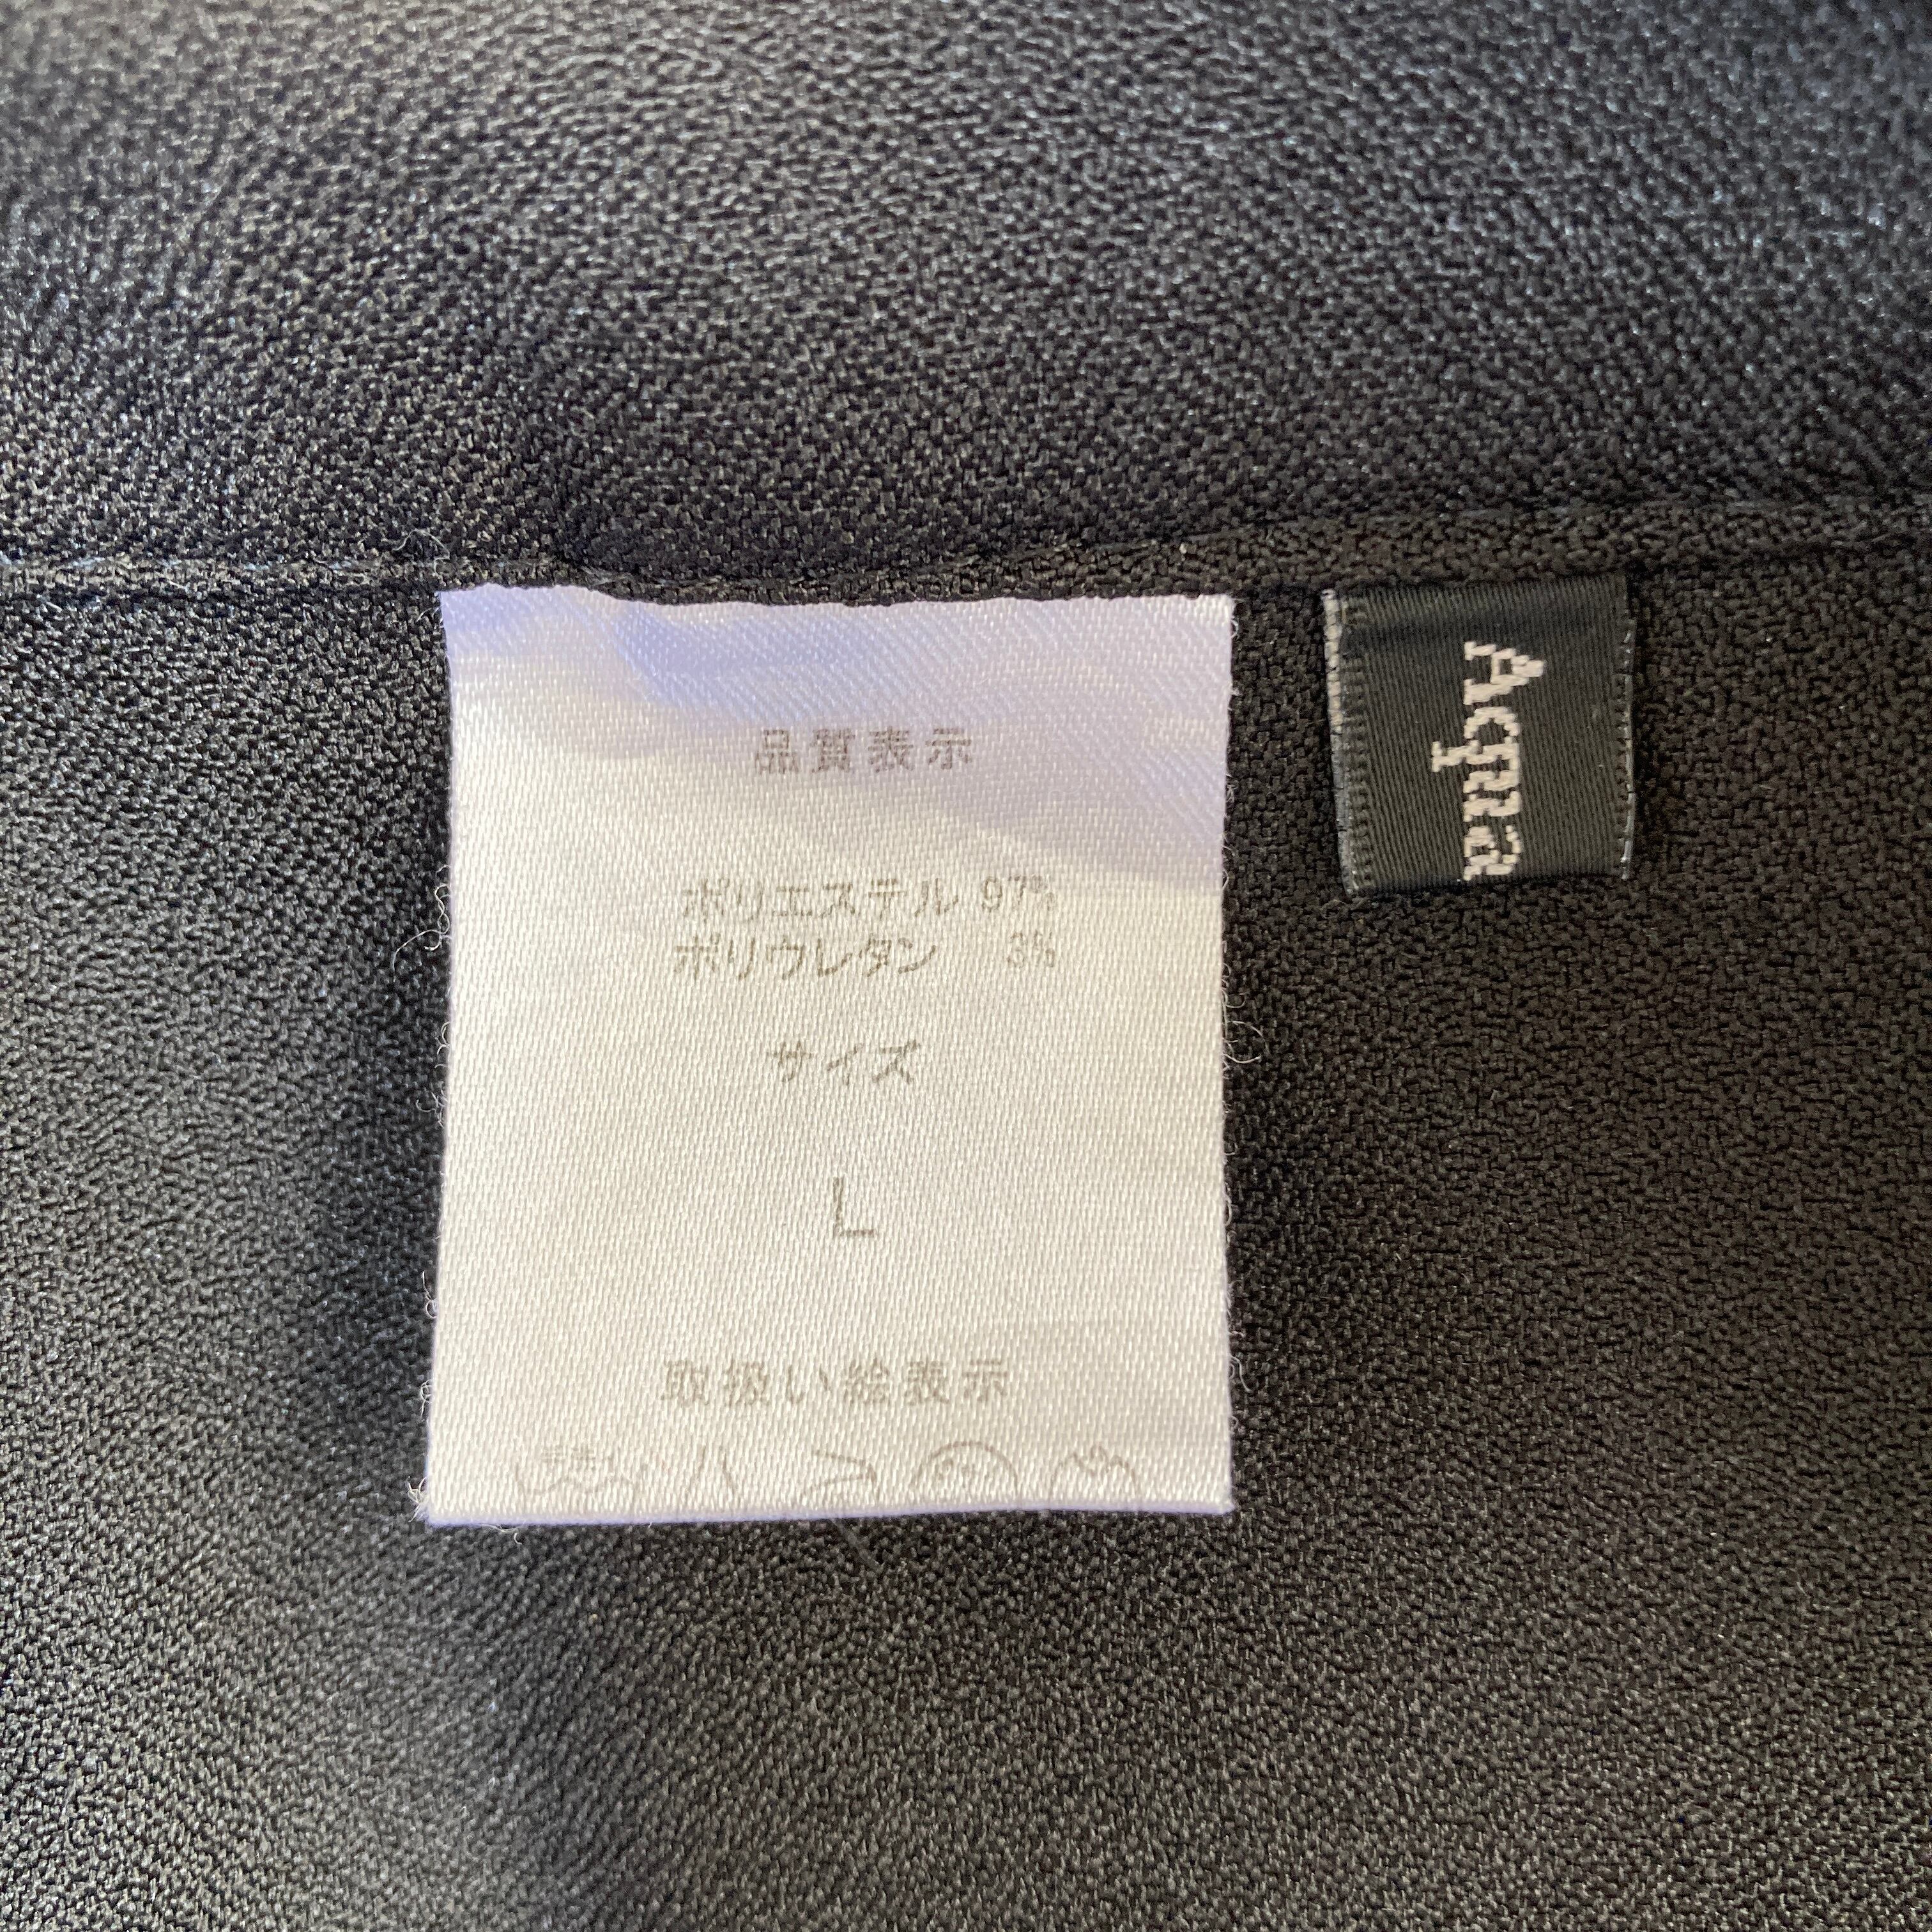 品質表示
ポリエステル 97%
ポリウレタン 3%
サイズ
L
取扱い絵表示